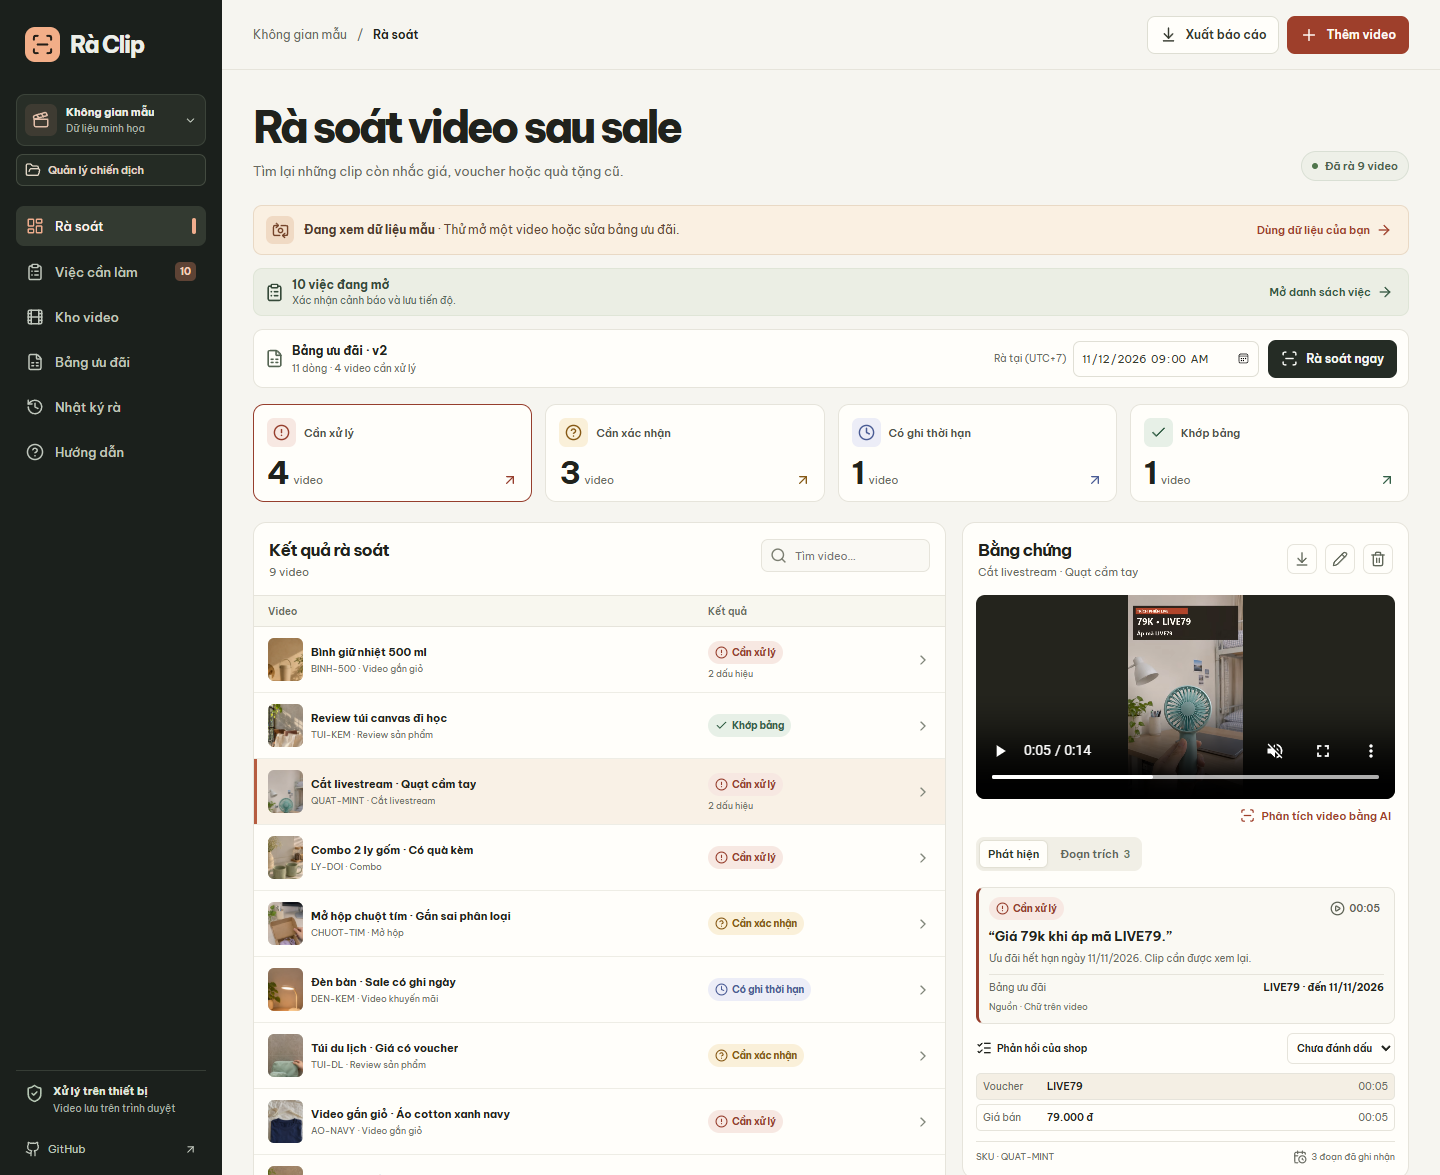 Rà Clip
Không gian mẫu
Dữ liệu minh họa
Quản lý chiến dịch
Rà soát
Việc cần làm
10
Kho video
Bảng ưu đãi
Nhật ký rà
Hướng dẫn
Xử lý trên thiết bị
Video lưu trên trình duyệt
GitHub
Không gian mẫu / Rà soát
Xuất báo cáo
Thêm video
Rà soát video sau sale
Tìm lại những clip còn nhắc giá, voucher hoặc quà tặng cũ.
Đã rà 9 video
Đang xem dữ liệu mẫu · Thử mở một video hoặc sửa bảng ưu đãi.
Dùng dữ liệu của bạn
10 việc đang mở
Xác nhận cảnh báo và lưu tiến độ.
Mở danh sách việc
Bảng ưu đãi · v2
11 dòng · 4 video cần xử lý
Rà tại (UTC+7)
11/12/2026 09:00 AM
Rà soát ngay
Cần xử lý
4 video
Cần xác nhận
3 video
Có ghi thời hạn
1 video
Khớp bảng
1 video
Kết quả rà soát
9 video
Tìm video...
Video
Kết quả
Bình giữ nhiệt 500 ml
BINH-500 · Video gắn giỏ
Cần xử lý
2 dấu hiệu
Review túi canvas đi học
TUI-KEM · Review sản phẩm
Khớp bảng
Cắt livestream · Quạt cầm tay
QUAT-MINT · Cắt livestream
Cần xử lý
2 dấu hiệu
Combo 2 ly gốm · Có quà kèm
LY-DOI · Combo
Cần xử lý
Mở hộp chuột tím · Gắn sai phân loại
CHUOT-TIM · Mở hộp
Cần xác nhận
Đèn bàn · Sale có ghi ngày
DEN-KEM · Video khuyến mãi
Có ghi thời hạn
Túi du lịch · Giá có voucher
TUI-DL · Review sản phẩm
Cần xác nhận
Video gắn giỏ · Áo cotton xanh navy
AO-NAVY · Video gắn giỏ
Cần xử lý
Bằng chứng
Cắt livestream · Quạt cầm tay
79K • LIVE79
Áp mã LIVE79
0:05 / 0:14
Phân tích video bằng AI
Phát hiện
Đoạn trích 3
Cần xử lý
00:05
“Giá 79k khi áp mã LIVE79.”
Ưu đãi hết hạn ngày 11/11/2026. Clip cần được xem lại.
Bảng ưu đãi
LIVE79 · đến 11/11/2026
Nguồn · Chữ trên video
Phản hồi của shop
Chưa đánh dấu
Voucher
LIVE79
00:05
Giá bán
79.000 đ
00:05
SKU · QUAT-MINT
3 đoạn đã ghi nhận